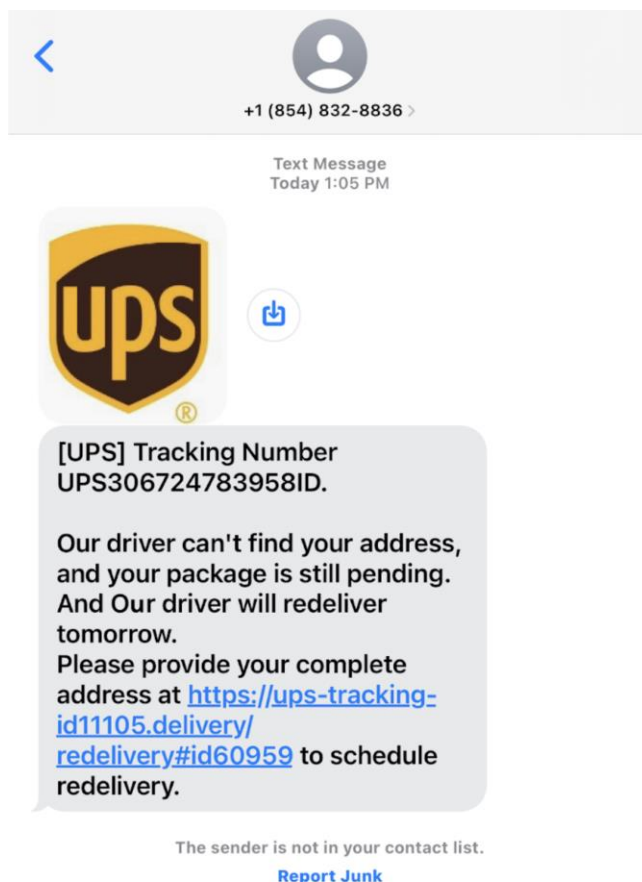 +1 (854) 832-8836 >
Text Message
Today 1:05 PM
ups
®
[UPS] Tracking Number
UPS306724783958ID.
Our driver can't find your address,
and your package is still pending.
And Our driver will redeliver
tomorrow.
Please provide your complete
address at https://ups-tracking-
id11105.delivery/
redelivery#id60959 to schedule
redelivery.
The sender is not in your contact list.
Report Junk